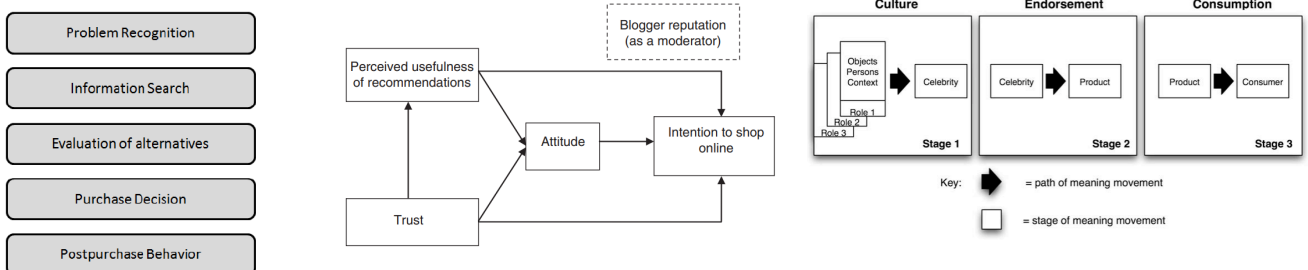 Problem Recognition
Information Search
Evaluation of alternatives
Purchase Decision
Postpurchase Behavior
Blogger reputation
(as a moderator)
Perceived usefulness
of recommendations
Attitude
Intention to shop
online
Trust
Culture
Endorsement
Consumption
Objects
Persons
Context
Role 1
Role 2
Role 3
Celebrity
Stage 1
Celebrity
Product
Stage 2
Product
Consumer
Stage 3
Key:
= path of meaning movement
= stage of meaning movement